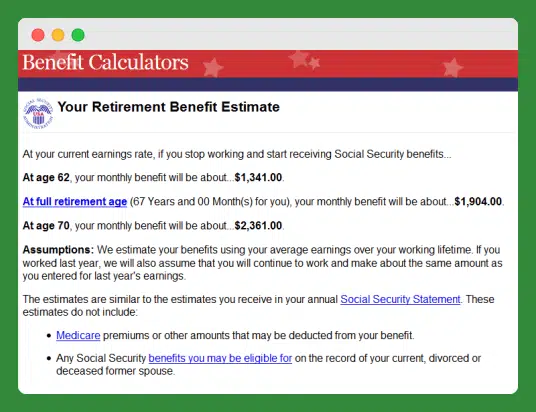 Benefit Calculators
Your Retirement Benefit Estimate
At your current earnings rate, if you stop working and start receiving Social Security benefits...
At age 62, your monthly benefit will be about...$1,341.00.
At full retirement age (67 Years and 00 Month(s) for you), your monthly benefit will be about...$1,904.00.
At age 70, your monthly benefit will be about...$2,361.00.
Assumptions: We estimate your benefits using your average earnings over your working lifetime. If you
worked last year, we will also assume that you will continue to work and make about the same amount as
you entered for last year's earnings.
The estimates are similar to the estimates you receive in your annual Social Security Statement. These
estimates do not include:
• Medicare premiums or other amounts that may be deducted from your benefit.
• Any Social Security benefits you may be eligible for on the record of your current, divorced or
deceased former spouse.